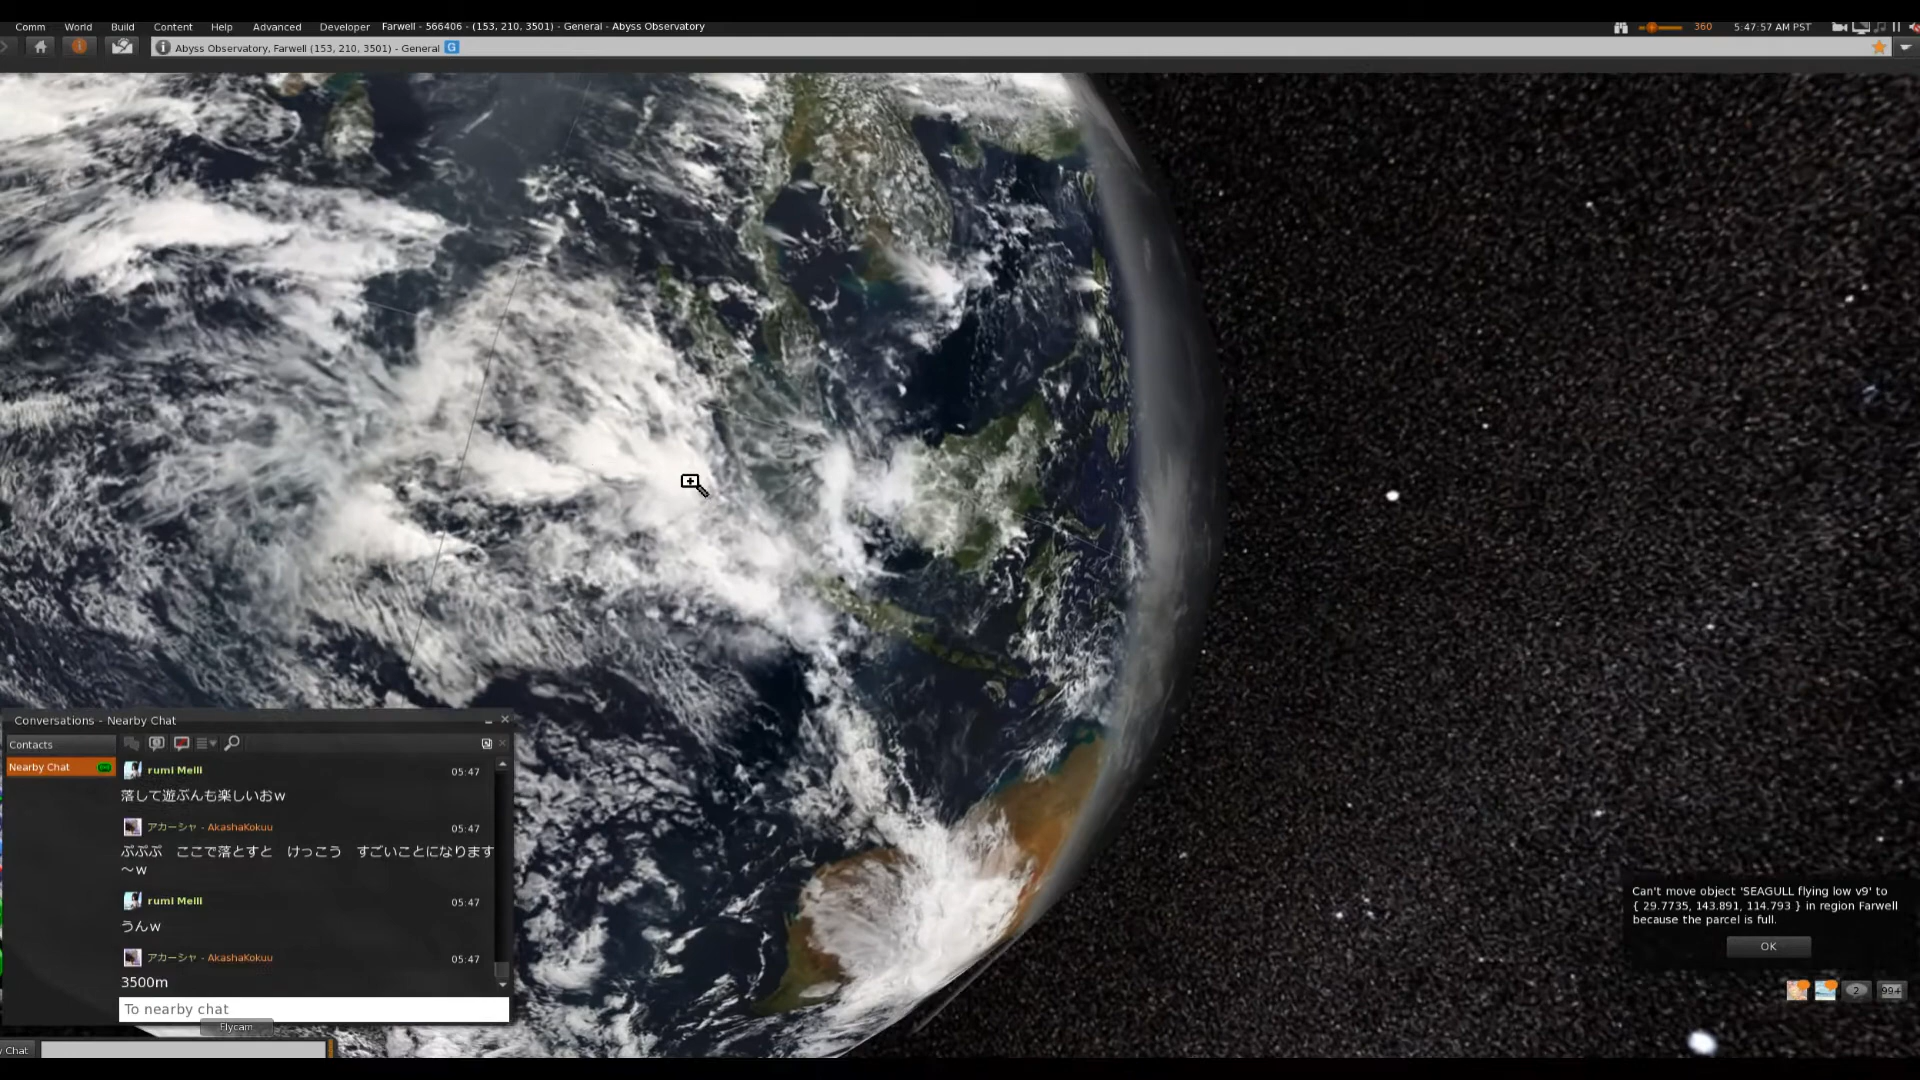 Comm World Build Content Help Advanced Developer Farwell - 566406 - (153, 210, 3501) - General - Abyss Observatory 360 5:47:57 AM PST
Abyss Observatory, Farwell (153, 210, 3501) - General G
Conversations - Nearby Chat
Contacts
Nearby Chat
rumi Meili 05:47
落して遊ぶんも楽しいおw
アカーシャ - AkashaKokuu 05:47
ぷぷぷ　ここで落とすと　けっこう　すごいことになります
～w
rumi Meili 05:47
うんw
アカーシャ - AkashaKokuu 05:47
3500m
To nearby chat
Flycam
Chat
Can't move object 'SEAGULL flying low v9' to
{ 29.7735, 143.891, 114.793 } in region Farwell
because the parcel is full.
OK
2 99+